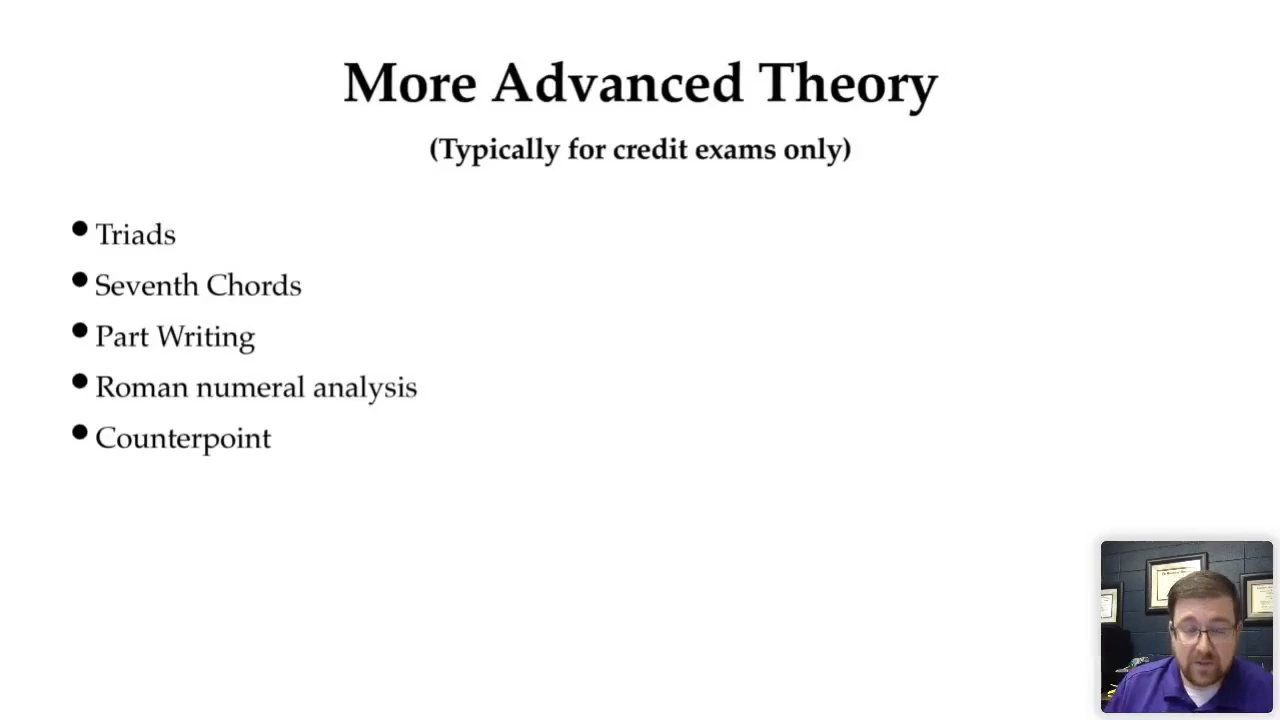 More Advanced Theory
(Typically for credit exams only)
• Triads
• Seventh Chords
• Part Writing
• Roman numeral analysis
• Counterpoint